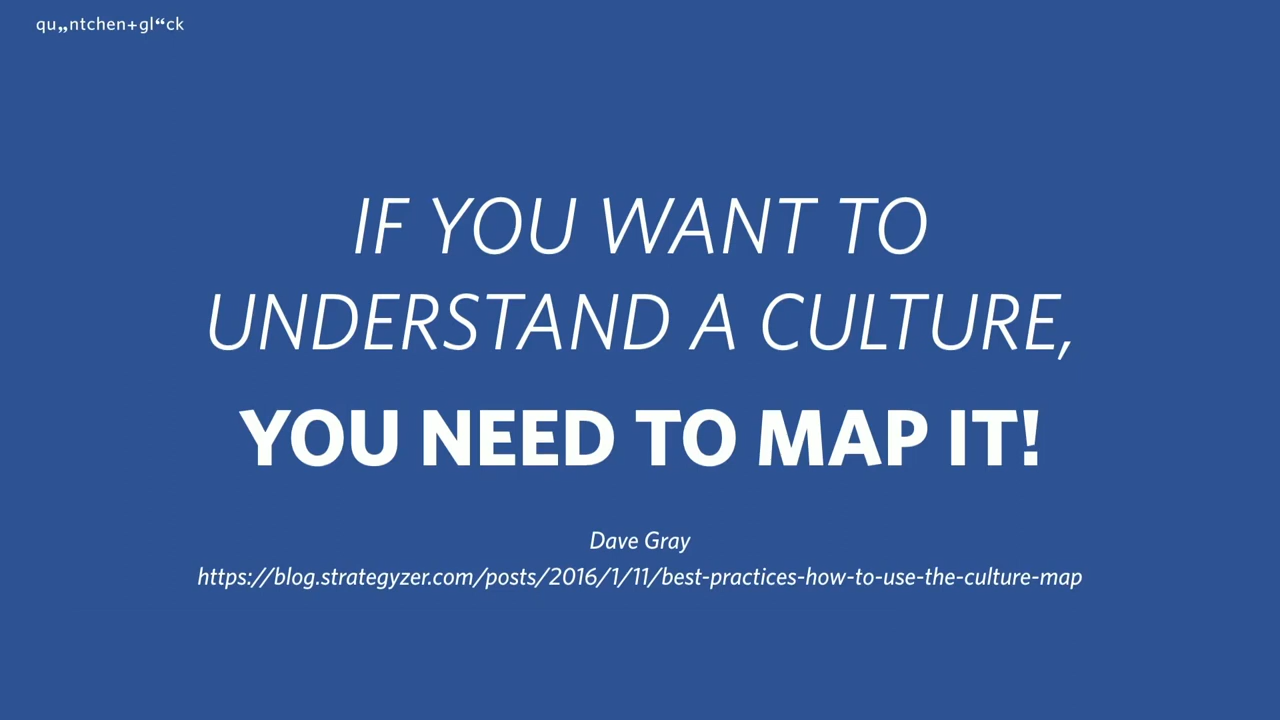 qu„ntchen+gl“ck
IF YOU WANT TO
UNDERSTAND A CULTURE,
YOU NEED TO MAP IT!
Dave Gray
https://blog.strategyzer.com/posts/2016/1/11/best-practices-how-to-use-the-culture-map